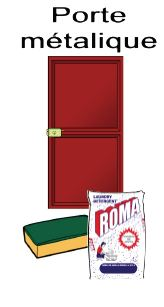 Porte
métalique
LAUNDRY
DETERGENT
ROMA